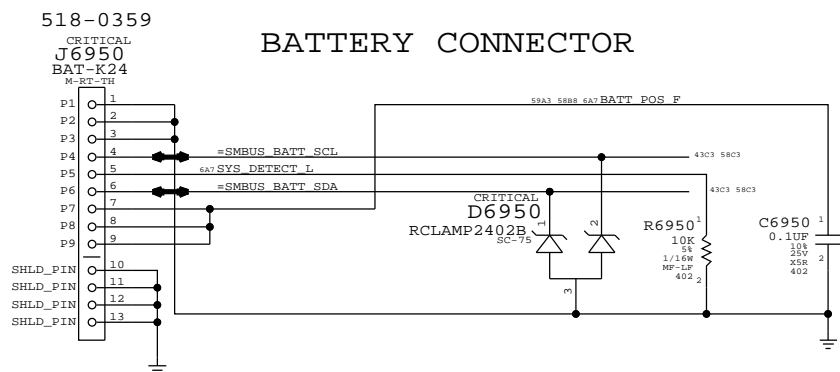 518-0359
CRITICAL
J6950
BAT-K24
M-RT-TH
BATTERY CONNECTOR
P1 1
P2 2
P3 3
P4 4
P5 5
P6 6
P7 7
P8 8
P9 9
SHLD_PIN 10
SHLD_PIN 11
SHLD_PIN 12
SHLD_PIN 13
59A3 58B8 6A7 BATT_POS_F
=SMBUS_BATT_SCL
43C3 58C3
6A7 SYS_DETECT_L
=SMBUS_BATT_SDA
43C3 58C3
CRITICAL
D6950
RCLAMP2402B
SC-75
1
2
3
R6950
10K
5%
1/16W
MF-LF
402
1
2
C6950
0.1UF
10%
25V
X5R
402
1
2